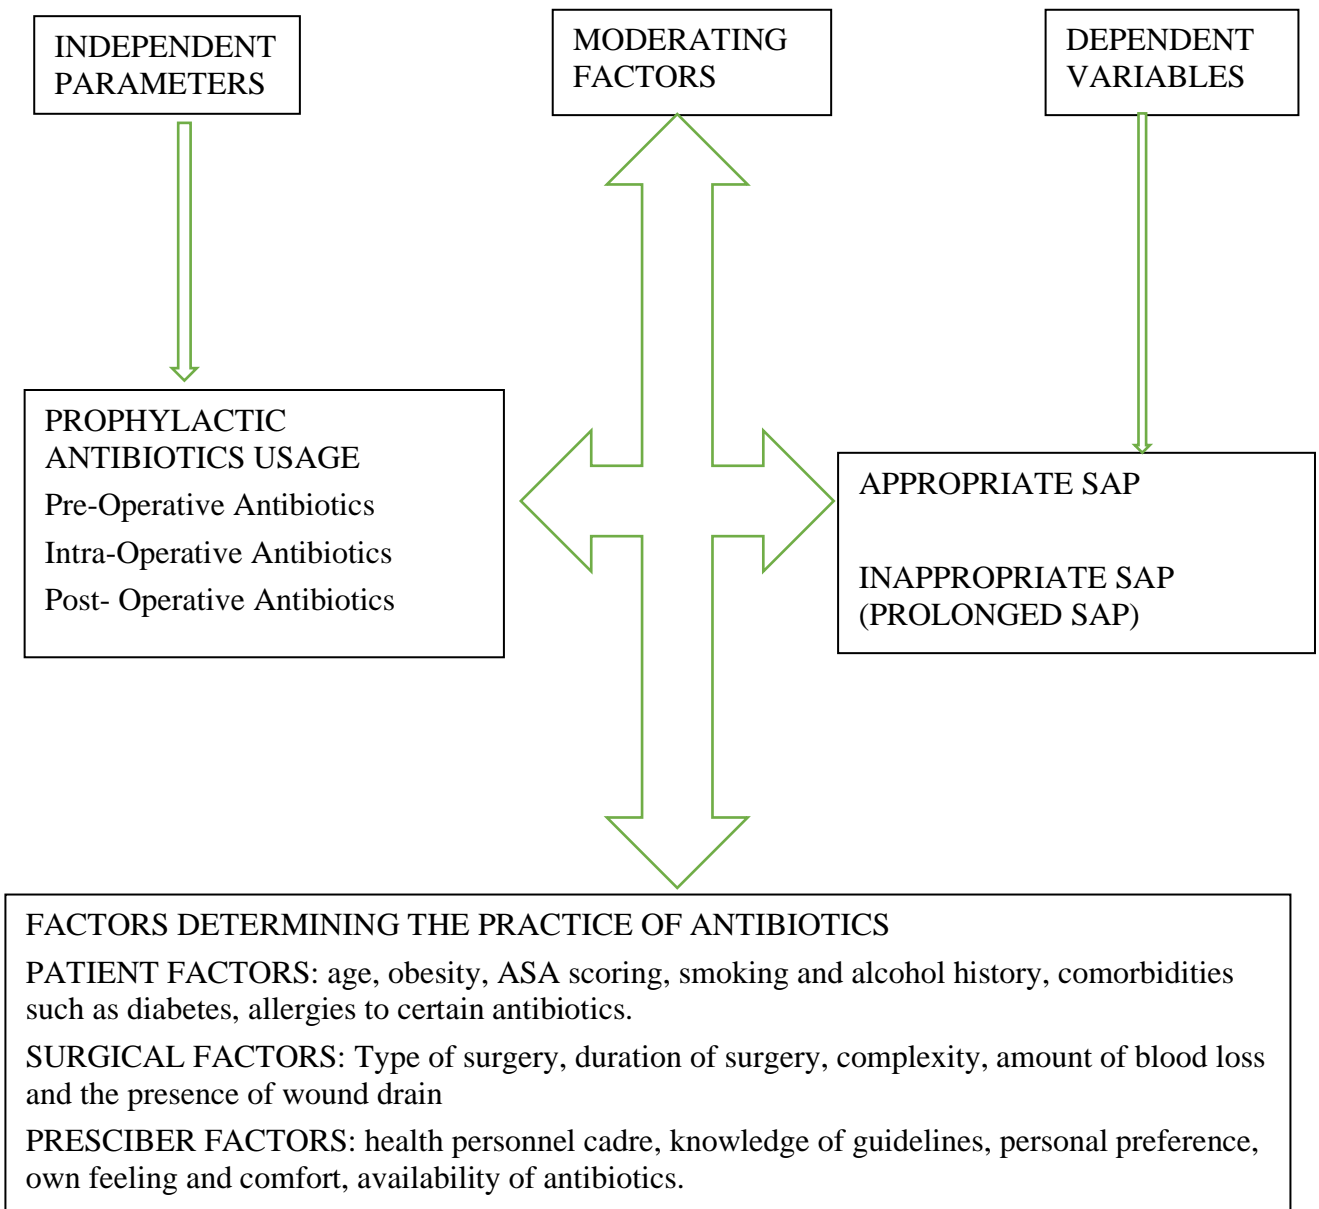 INDEPENDENT
PARAMETERS
MODERATING
FACTORS
DEPENDENT
VARIABLES
PROPHYLACTIC
ANTIBIOTICS USAGE
Pre-Operative Antibiotics
Intra-Operative Antibiotics
Post- Operative Antibiotics
APPROPRIATE SAP
INAPPROPRIATE SAP
(PROLONGED SAP)
FACTORS DETERMINING THE PRACTICE OF ANTIBIOTICS
PATIENT FACTORS: age, obesity, ASA scoring, smoking and alcohol history, comorbidities
such as diabetes, allergies to certain antibiotics.
SURGICAL FACTORS: Type of surgery, duration of surgery, complexity, amount of blood loss
and the presence of wound drain
PRESCIBER FACTORS: health personnel cadre, knowledge of guidelines, personal preference,
own feeling and comfort, availability of antibiotics.